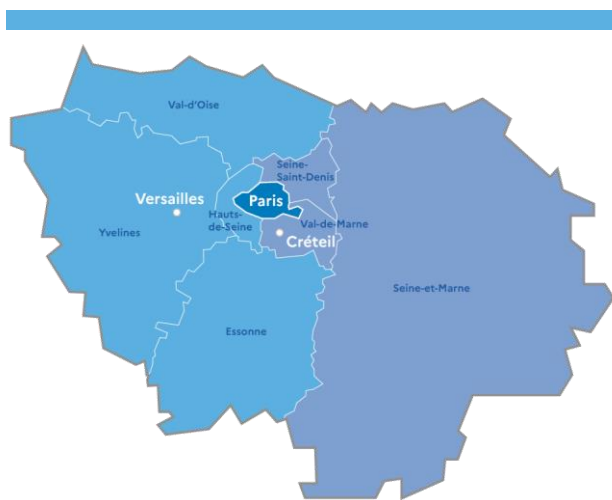 Val-d'Oise
Seine-
Saint-Denis
Versailles
Paris
Hauts-
de-Seine
Val-de-Marne
Yvelines
Créteil
Seine-et-Marne
Essonne